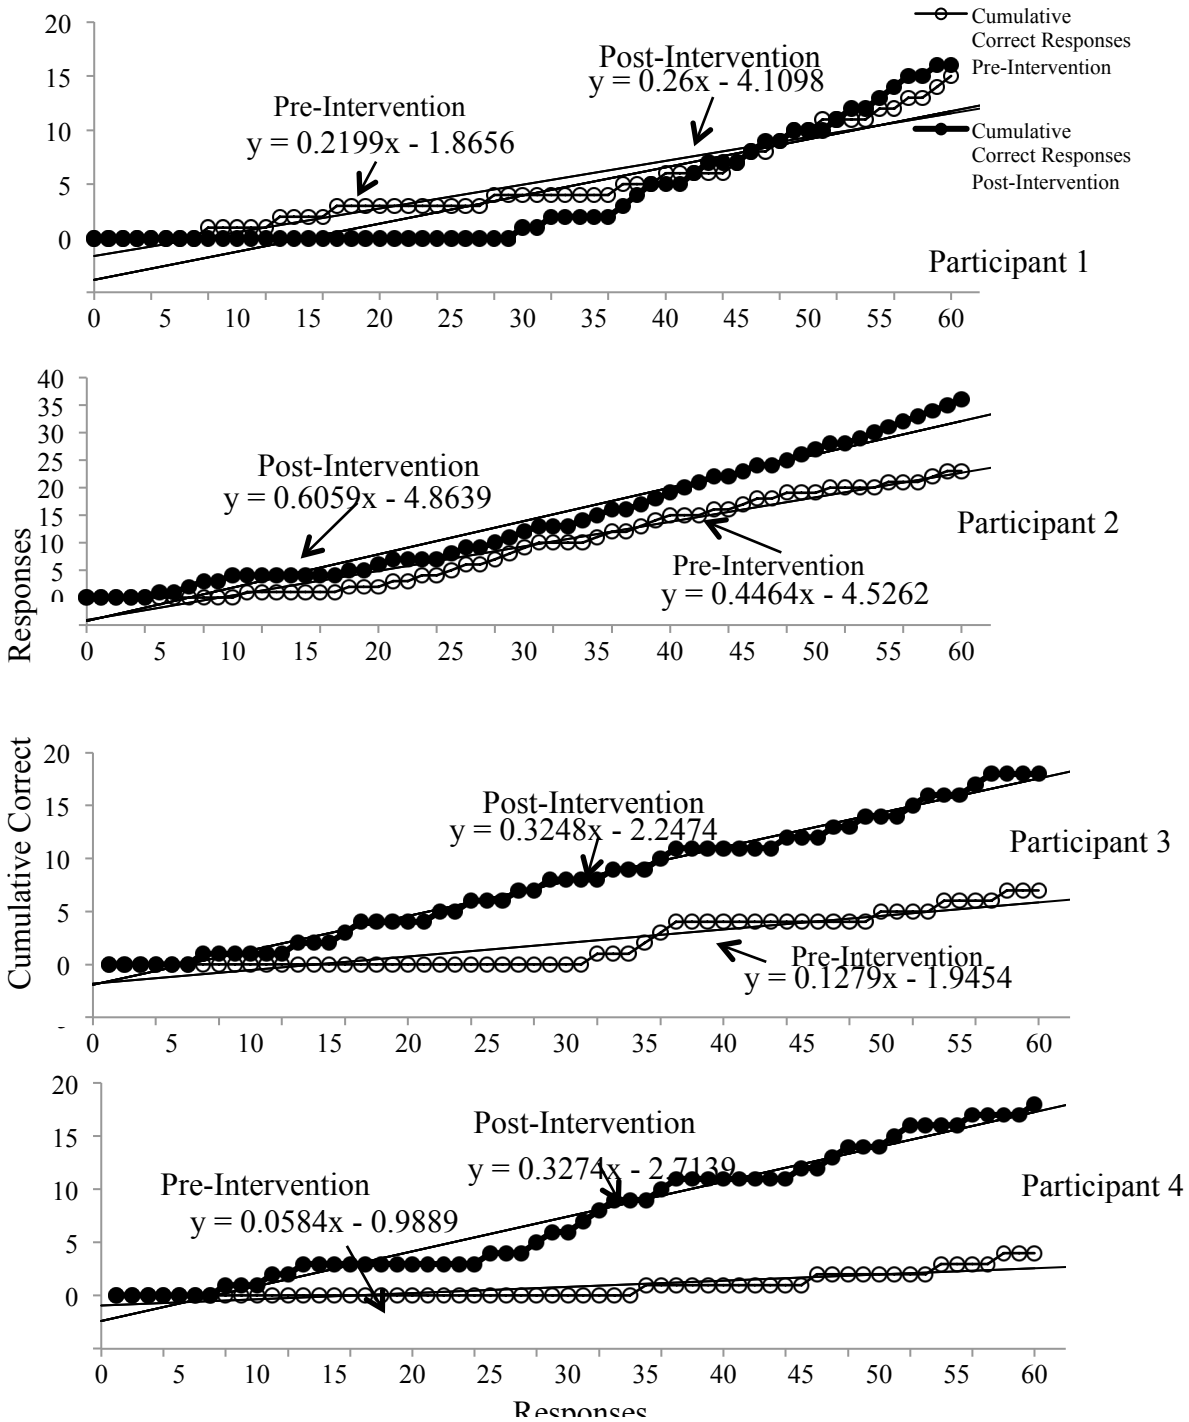 20
15
10
5
0
Cumulative
Correct Responses
Pre-Intervention
Cumulative
Correct Responses
Post-Intervention
Post-Intervention
y = 0.26x - 4.1098
Pre-Intervention
y = 0.2199x - 1.8656
Participant 1
0 5 10 15 20 25 30 35 40 45 50 55 60
40
35
30
25
20
15
10
5
0
Post-Intervention
y = 0.6059x - 4.8639
Participant 2
Pre-Intervention
y = 0.4464x - 4.5262
0 5 10 15 20 25 30 35 40 45 50 55 60
Cumulative Correct Responses
20
15
10
5
0
-
Post-Intervention
y = 0.3248x - 2.2474
Participant 3
Pre-Intervention
y = 0.1279x - 1.9454
0 5 10 15 20 25 30 35 40 45 50 55 60
20
15
10
5
0
Post-Intervention
y = 0.3274x - 2.7139
Pre-Intervention
y = 0.0584x - 0.9889
Participant 4
0 5 10 15 20 25 30 35 40 45 50 55 60
Responses